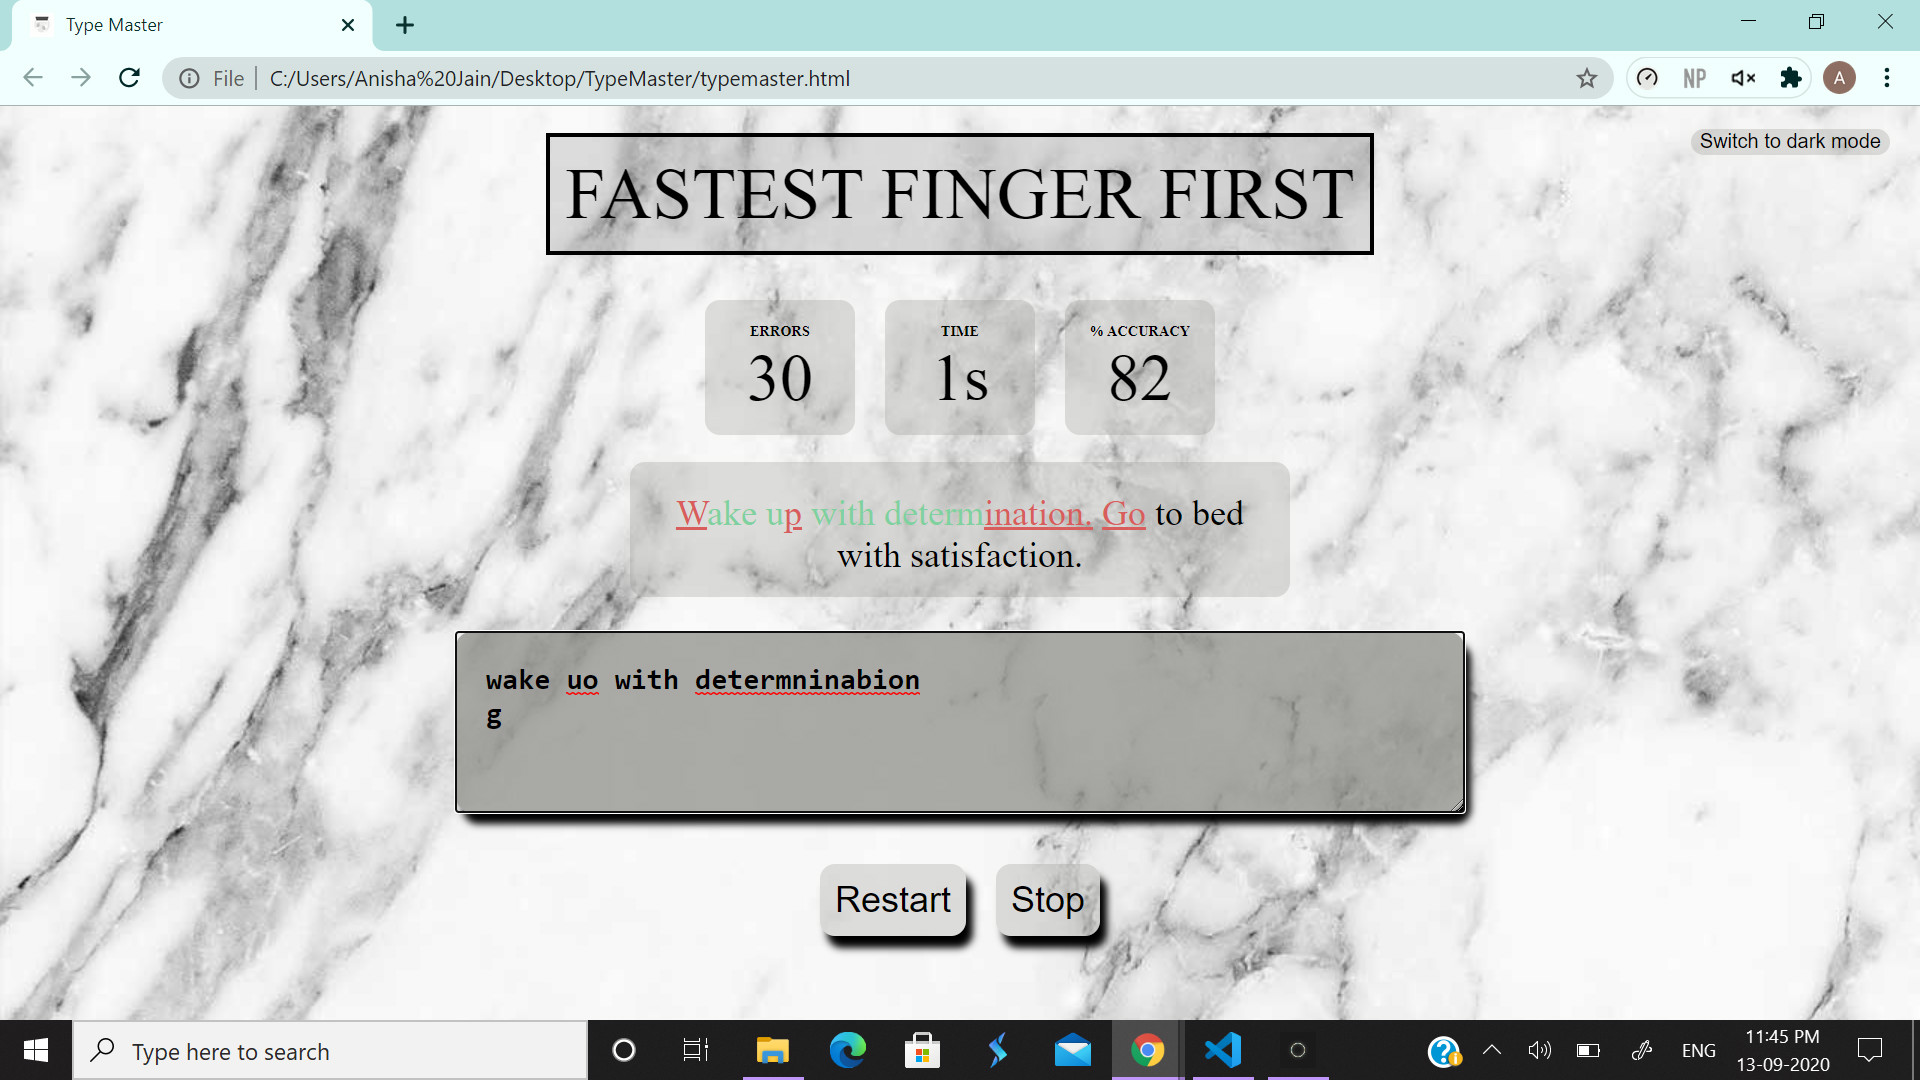 Type Master
File
C:/Users/Anisha%20Jain/Desktop/TypeMaster/typemaster.html
NP
A
Switch to dark mode
FASTEST FINGER FIRST
ERRORS
30
TIME
1s
% ACCURACY
82
Wake up with determination. Go to bed
with satisfaction.
wake uo with determninabion
g
Restart
Stop
Type here to search
ENG
11:45 PM
13-09-2020